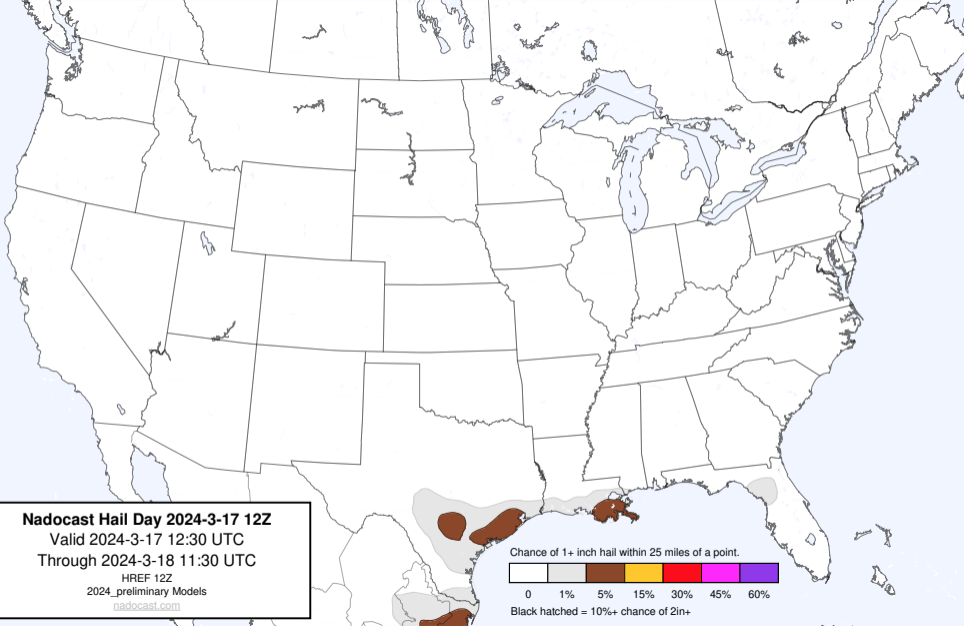 Nadocast Hail Day 2024-3-17 12Z
Valid 2024-3-17 12:30 UTC
Through 2024-3-18 11:30 UTC
HREF 12Z
2024_preliminary Models
nadocast.com
Chance of 1+ inch hail within 25 miles of a point.
0 1% 5% 15% 30% 45% 60%
Black hatched = 10%+ chance of 2in+